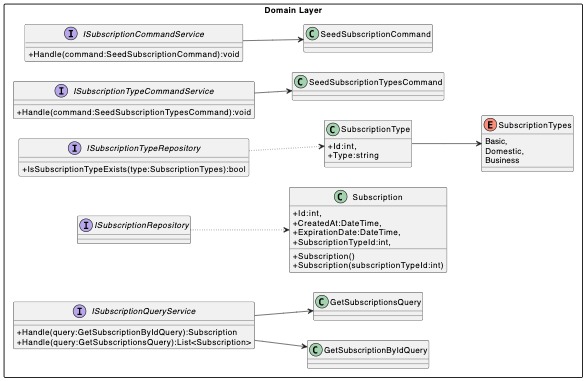 Domain Layer
I ISubscriptionCommandService
+Handle(command:SeedSubscriptionCommand):void
C SeedSubscriptionCommand
I ISubscriptionTypeCommandService
+Handle(command:SeedSubscriptionTypesCommand):void
C SeedSubscriptionTypesCommand
I ISubscriptionTypeRepository
+IsSubscriptionTypeExists(type:SubscriptionTypes):bool
C SubscriptionType
+Id:int,
+Type:string
E SubscriptionTypes
Basic,
Domestic,
Business
I ISubscriptionRepository
C Subscription
+Id:int,
+CreatedAt:DateTime,
+ExpirationDate:DateTime,
+SubscriptionTypeId:int,
+Subscription()
+Subscription(subscriptionTypeId:int)
I ISubscriptionQueryService
+Handle(query:GetSubscriptionByIdQuery):Subscription
+Handle(query:GetSubscriptionsQuery):List<Subscription>
C GetSubscriptionsQuery
C GetSubscriptionByIdQuery